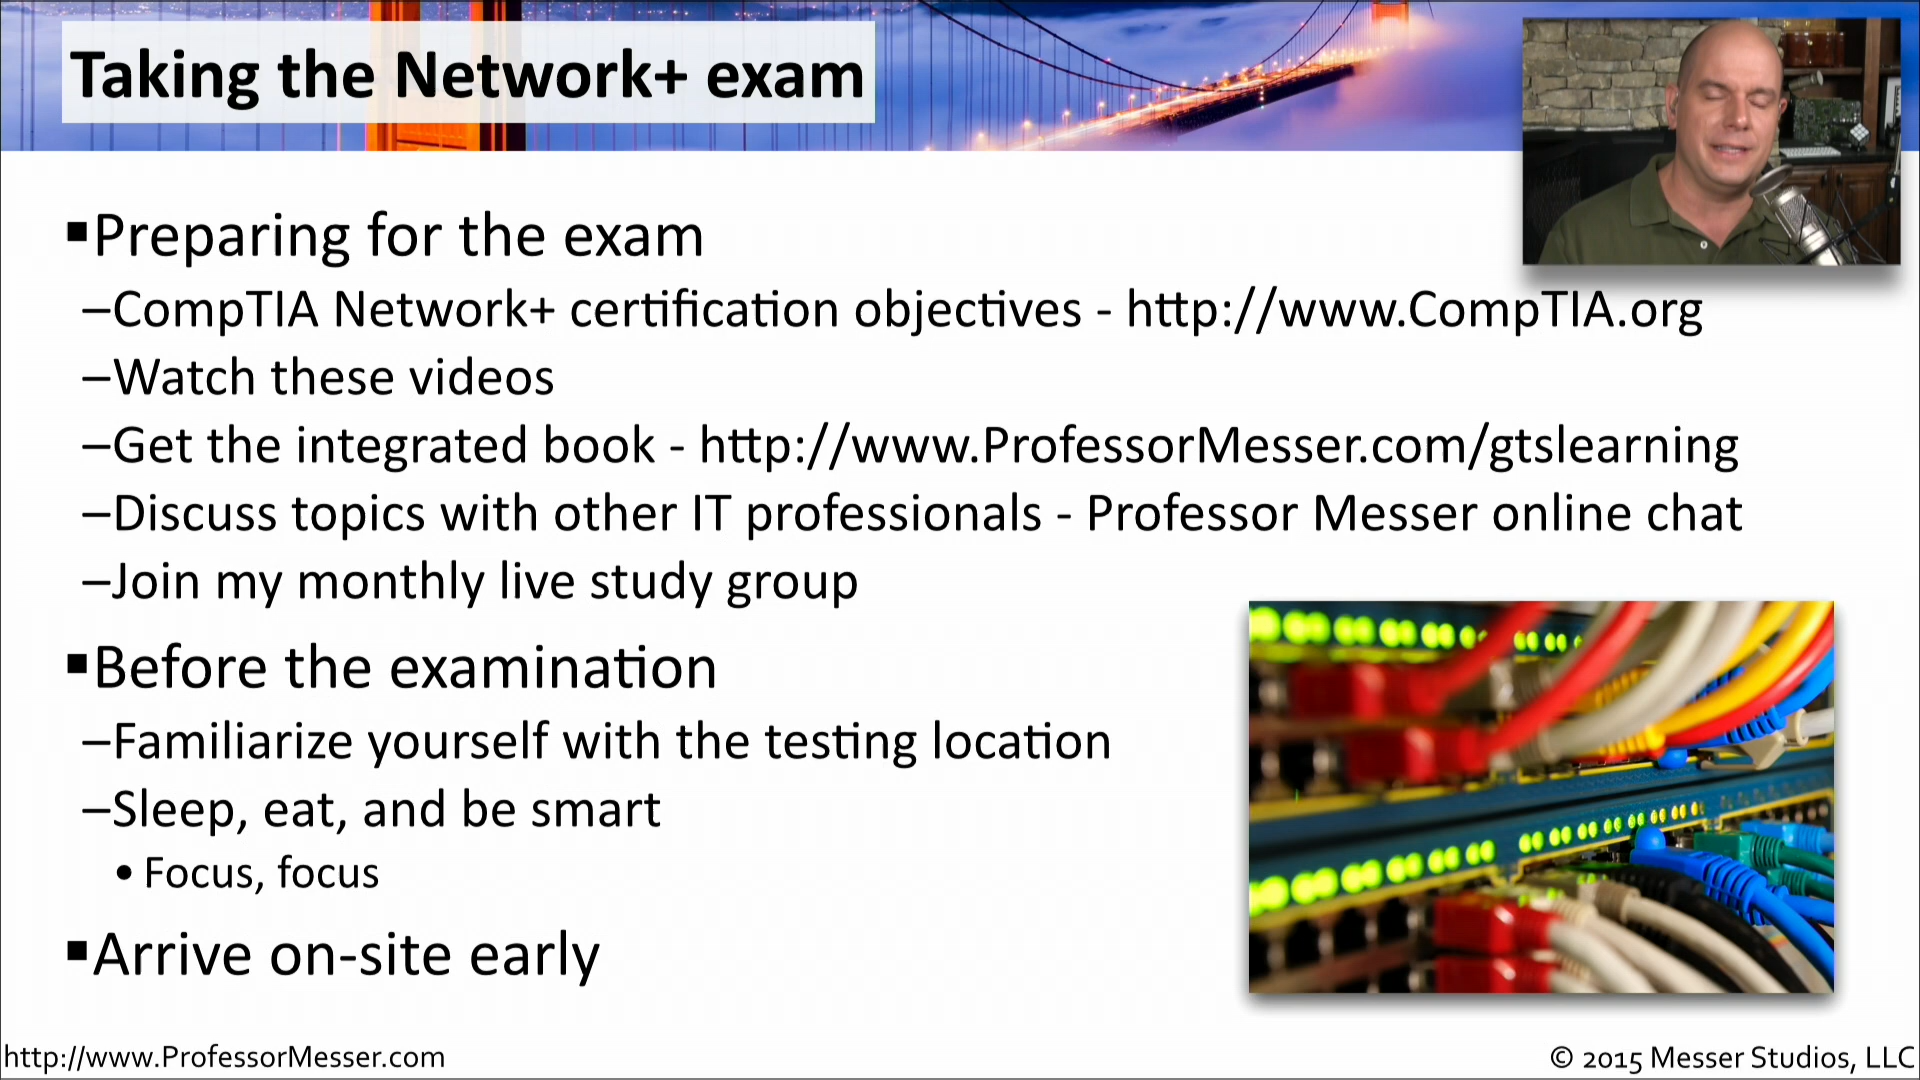 Taking the Network+ exam
▪Preparing for the exam
–CompTIA Network+ certification objectives - http://www.CompTIA.org
–Watch these videos
–Get the integrated book - http://www.ProfessorMesser.com/gtslearning
–Discuss topics with other IT professionals - Professor Messer online chat
–Join my monthly live study group
▪Before the examination
–Familiarize yourself with the testing location
–Sleep, eat, and be smart
• Focus, focus
▪Arrive on-site early
http://www.ProfessorMesser.com
© 2015 Messer Studios, LLC